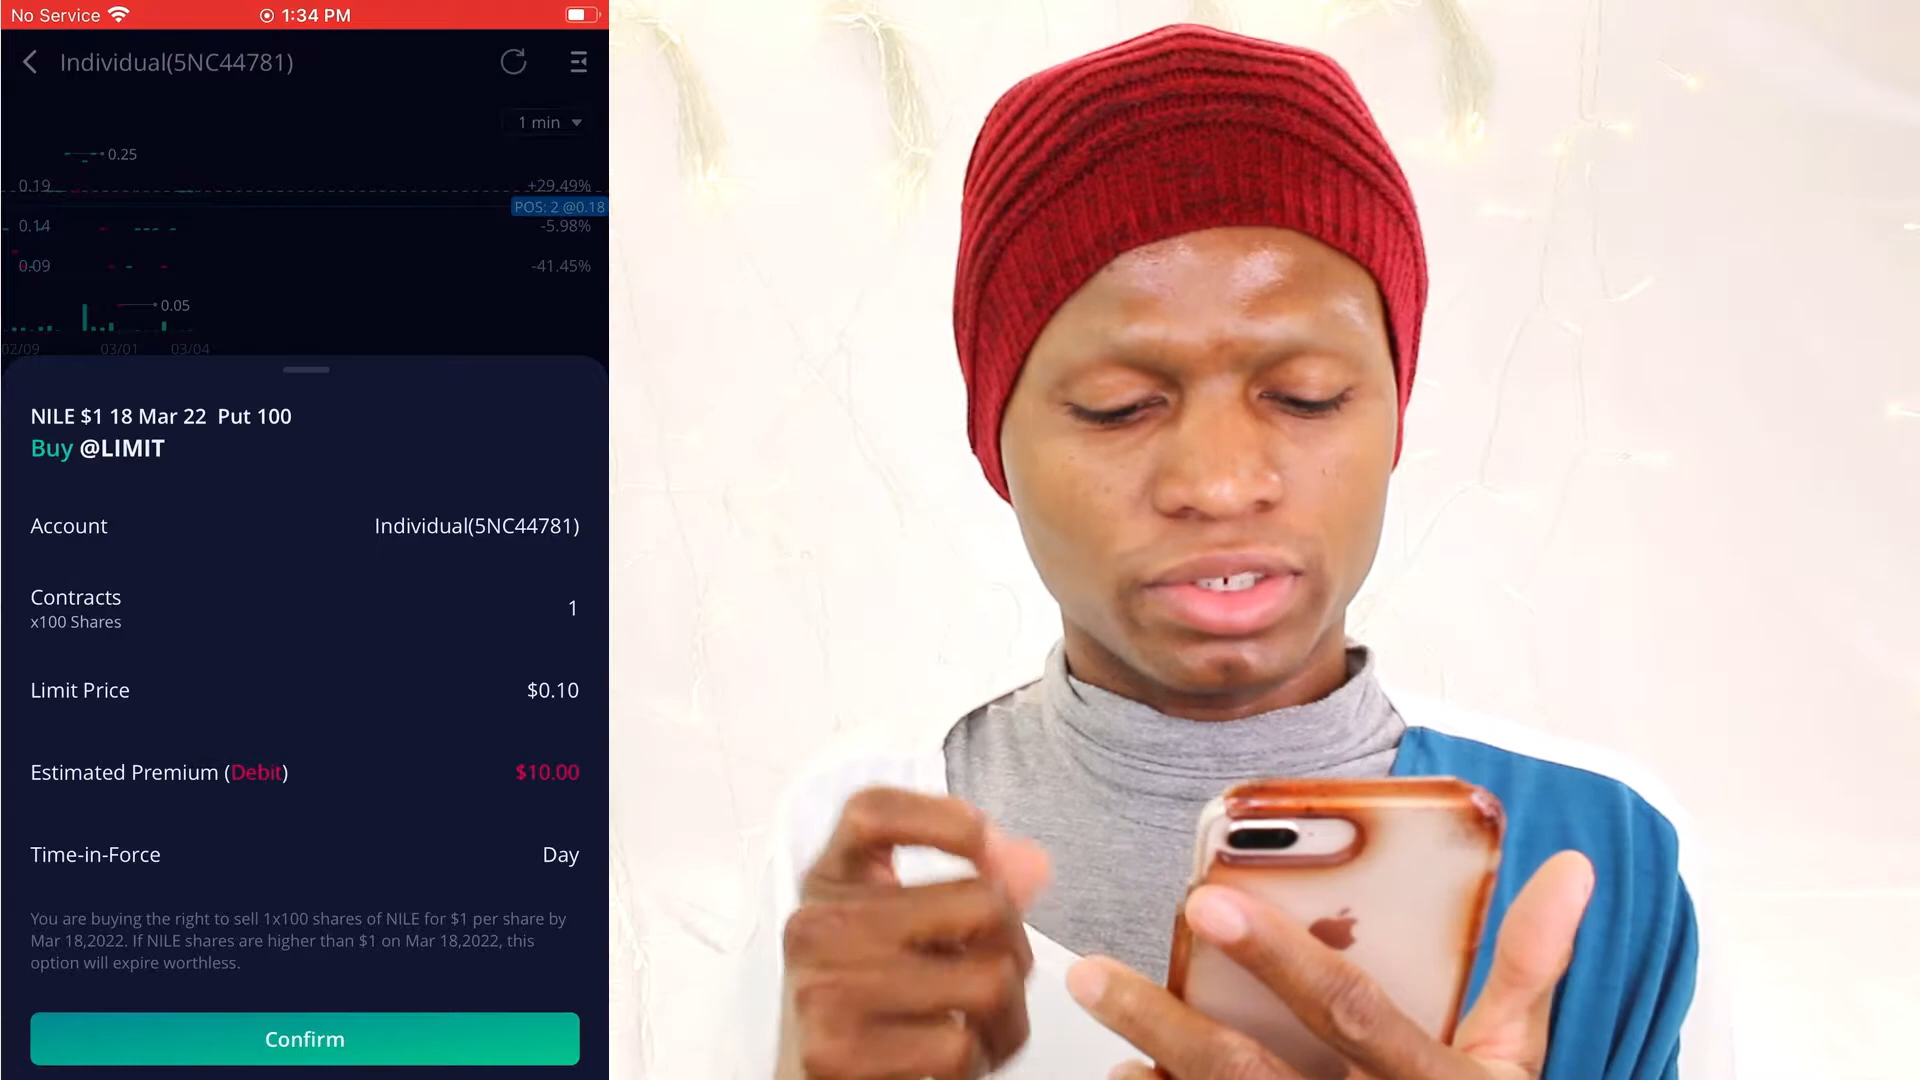 No Service 1:34 PM
Individual(5NC44781)
1 min
0.25
0.19 +29.49%
POS: 2 @0.18
0.14 -5.98%
0.09 -41.45%
0.05
02/09 03/01 03/04
NILE $1 18 Mar 22 Put 100
Buy @LIMIT
Account Individual(5NC44781)
Contracts 1
x100 Shares
Limit Price $0.10
Estimated Premium (Debit) $10.00
Time-in-Force Day
You are buying the right to sell 1x100 shares of NILE for $1 per share by
Mar 18,2022. If NILE shares are higher than $1 on Mar 18,2022, this
option will expire worthless.
Confirm